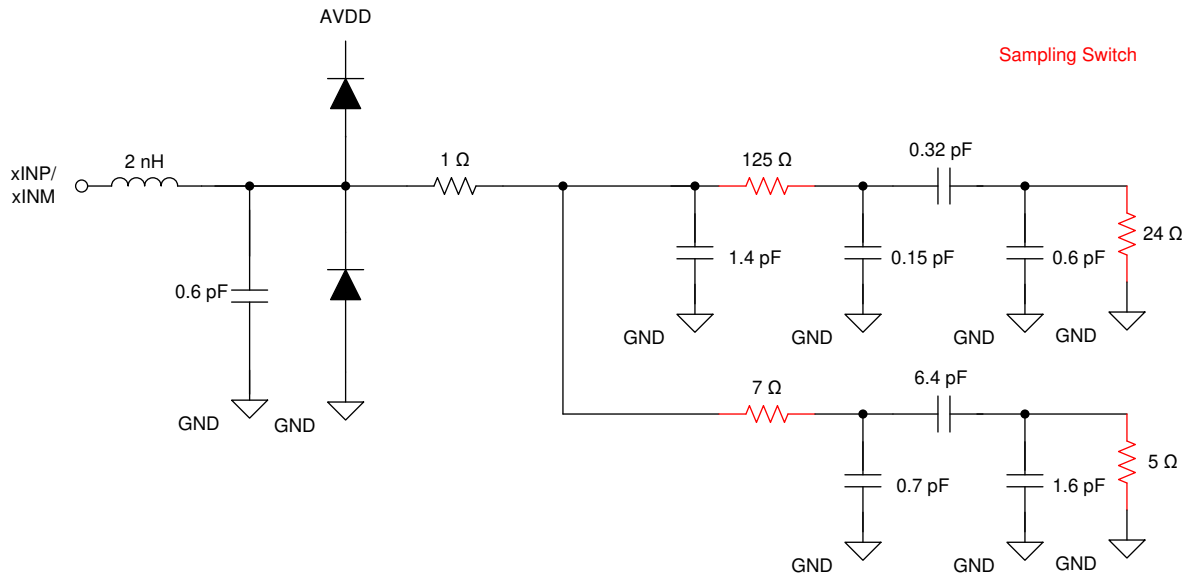 AVDD
Sampling Switch
xINP/
xINM
2 nH
1 Ω
125 Ω
0.32 pF
0.6 pF
1.4 pF
0.15 pF
0.6 pF
24 Ω
GND
GND
GND
GND
GND
GND
7 Ω
6.4 pF
0.7 pF
1.6 pF
5 Ω
GND
GND
GND